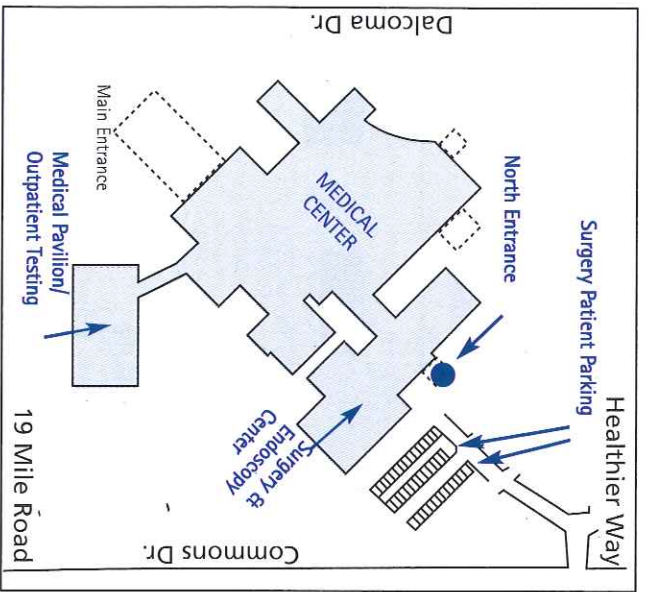 Dalcoma Dr.
Main Entrance
MEDICAL
CENTER
North Entrance
Surgery Patient Parking
Healthier Way
Medical Pavilion/
Outpatient Testing
Surgery &
Endoscopy
Center
19 Mile Road
Commons Dr.